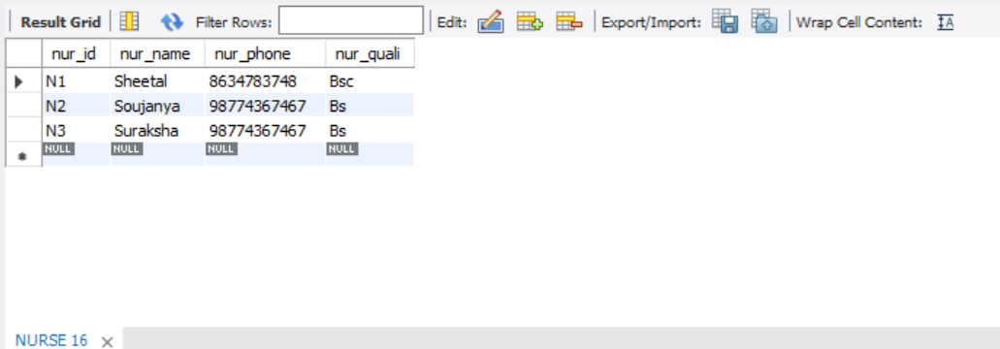 Result Grid Filter Rows: Edit: Export/Import: Wrap Cell Content: IA
nur_id nur_name nur_phone nur_quali
N1 Sheetal 8634783748 Bsc
N2 Soujanya 98774367467 Bs
N3 Suraksha 98774367467 Bs
NULL NULL NULL NULL
NURSE 16